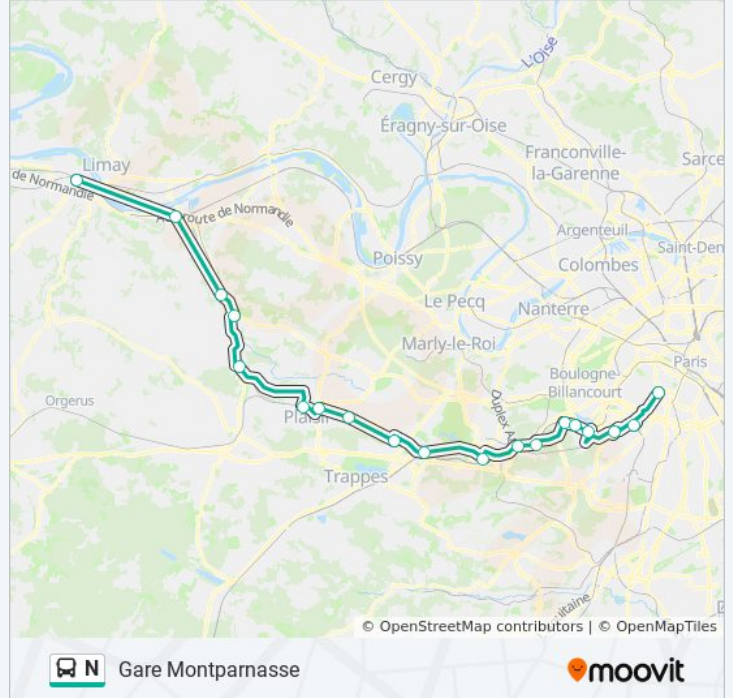 L'Oise
Cergy
Éragny-sur-Oise
Franconville-
la-Garenne
Sarce
Limay
de Normandie
Autoroute de Normandie
Argenteuil
Saint-Den
Poissy
Colombes
Le Pecq
Nanterre
Marly-le-Roi
Paris
Boulogne-
Billancourt
Orgerus
Duplex A
Plaisir
Trappes
uitaine
© OpenStreetMap contributors | © OpenMapTiles
N Gare Montparnasse
moovit